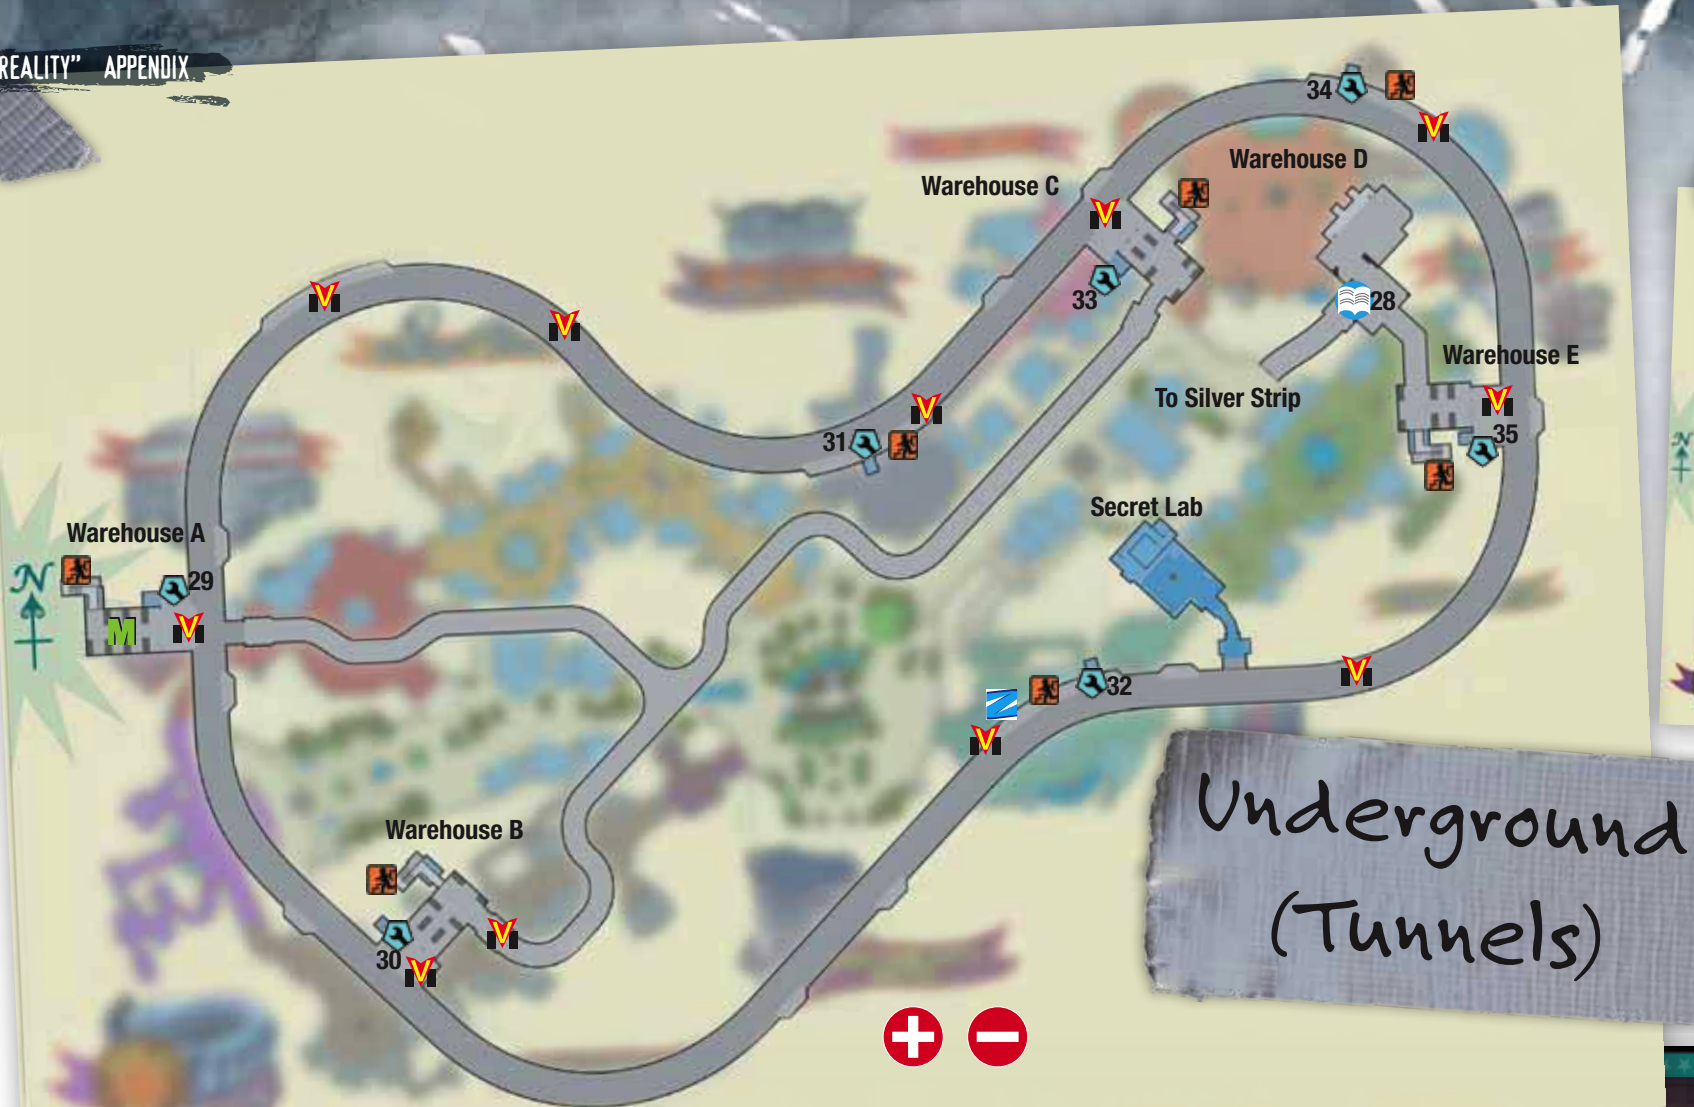 REALITY” APPENDIX
34
Warehouse D
Warehouse C
33
28
Warehouse E
To Silver Strip
31
35
Secret Lab
Warehouse A
29
N
M
32
Z
Warehouse B
30
Underground
(Tunnels)
V
V
V
V
V
V
V
V
V
V
V
V
N